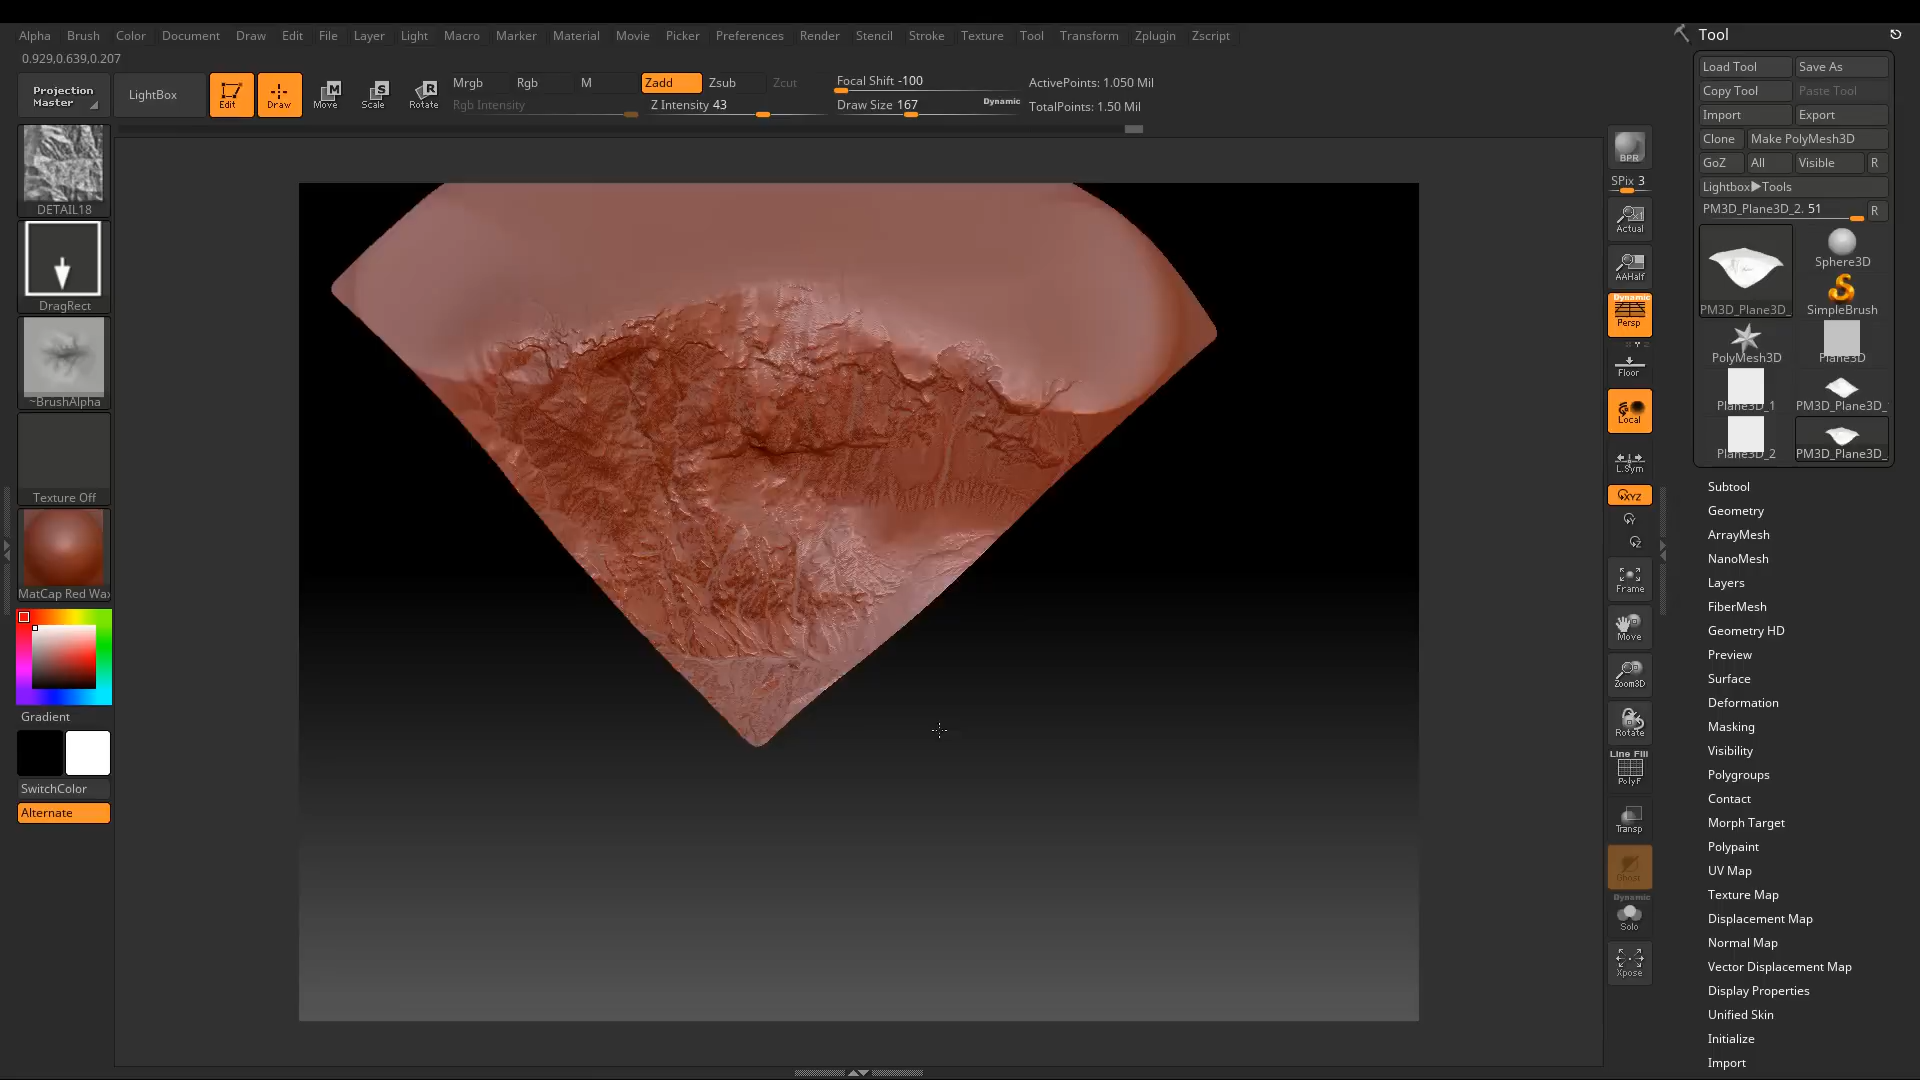 Tool
Alpha Brush Color Document Draw Edit File Layer Light Macro Marker Material Movie Picker Preferences Render Stencil Stroke Texture Tool Transform Zplugin Zscript
0.929,0.639,0.207
Projection Master
LightBox
Edit
Draw
Move
Scale
Rotate
Mrgb Rgb M Zadd Zsub Zcut
Rgb Intensity Z Intensity 43
Focal Shift -100
Draw Size 167 Dynamic
ActivePoints: 1.050 Mil
TotalPoints: 1.50 Mil
DETAIL18
DragRect
~BrushAlpha
Texture Off
MatCap Red Wax
Gradient
SwitchColor
Alternate
BPR
SPix 3
Actual
AAHalf
Dynamic
Persp
Floor
Local
L.Sym
XYZ
Y
Z
Frame
Move
Zoom3D
Rotate
Line Fill
PolyF
Transp
Ghost
Dynamic
Solo
Xpose
Load Tool Save As
Copy Tool Paste Tool
Import Export
Clone Make PolyMesh3D
GoZ All Visible R
Lightbox▶Tools
PM3D_Plane3D_2. 51 R
PM3D_Plane3D_
Sphere3D
SimpleBrush
PolyMesh3D Plane3D
Plane3D_1 PM3D_Plane3D_
Plane3D_2 PM3D_Plane3D_
Subtool
Geometry
ArrayMesh
NanoMesh
Layers
FiberMesh
Geometry HD
Preview
Surface
Deformation
Masking
Visibility
Polygroups
Contact
Morph Target
Polypaint
UV Map
Texture Map
Displacement Map
Normal Map
Vector Displacement Map
Display Properties
Unified Skin
Initialize
Import